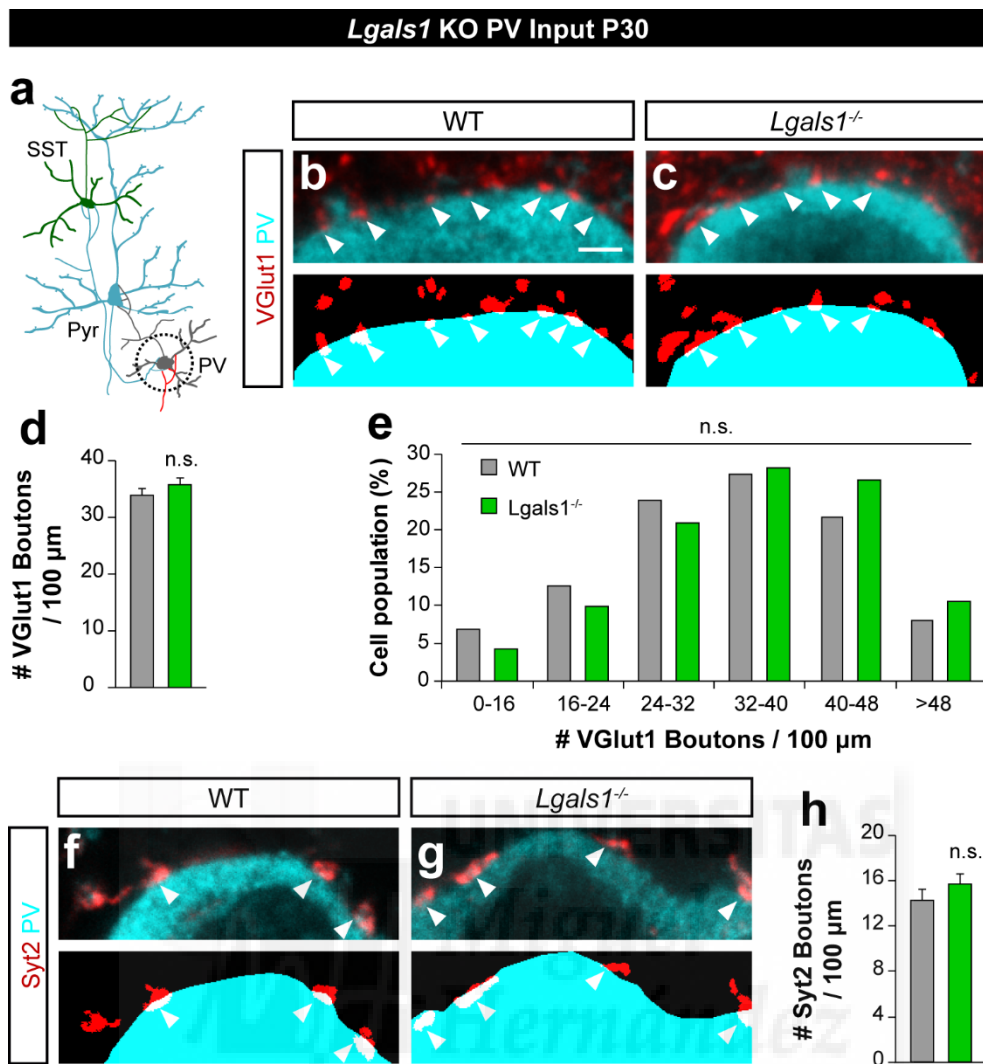 Lgals1 KO PV Input P30
a
SST
Pyr
PV
WT
Lgals1-/-
VGlut1 PV
b
c
d
# VGlut1 Boutons
/ 100 µm
40
30
20
10
0
n.s.
e
n.s.
Cell population (%)
30
25
20
15
10
5
0
WT
Lgals1-/-
0-16
16-24
24-32
32-40
40-48
>48
# VGlut1 Boutons / 100 µm
WT
Lgals1-/-
Syt2 PV
f
g
h
# Syt2 Boutons
/ 100 µm
20
16
12
8
4
0
n.s.
UNIVERSITAS
Miguel
Hernández